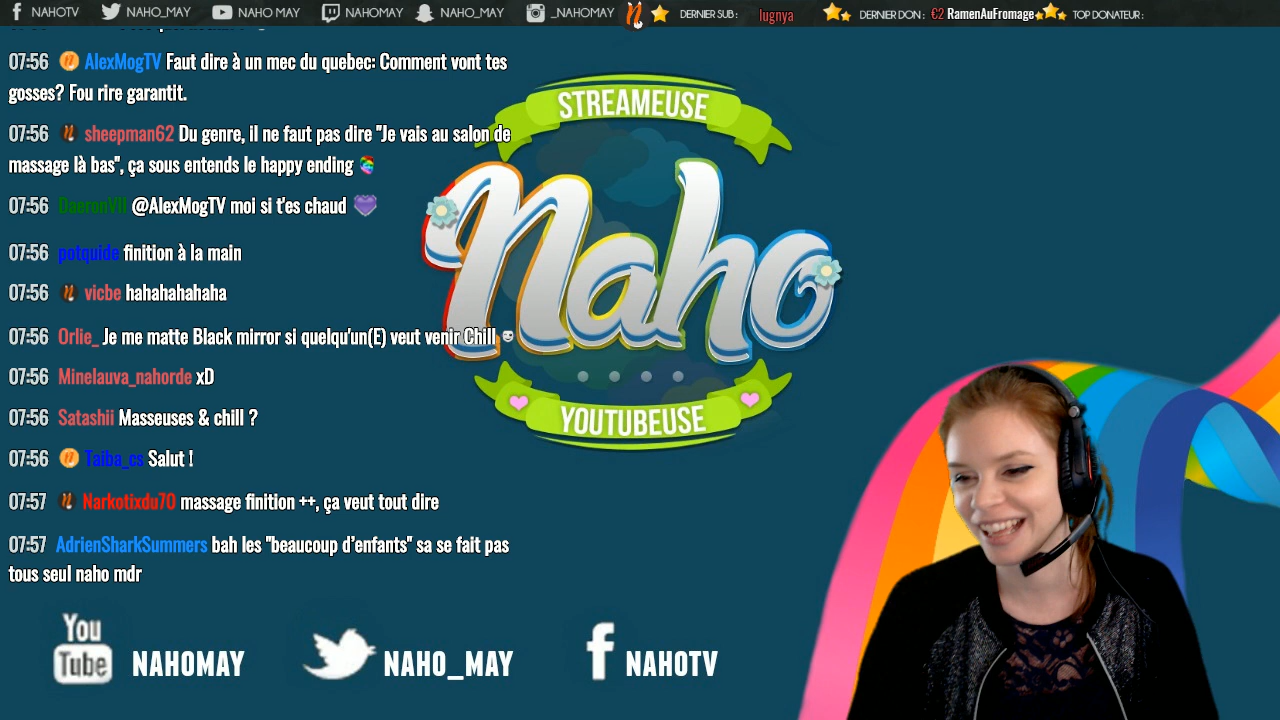 NAHOTV NAHO_MAY NAHO MAY NAHOMAY NAHO_MAY _NAHOMAY DERNIER SUB : lugnya DERNIER DON : €2 RamenAuFromage TOP DONATEUR :
07:56 AlexMogTV Faut dire à un mec du quebec: Comment vont tes
gosses? Fou rire garantit.
07:56 sheepman62 Du genre, il ne faut pas dire "Je vais au salon de
massage là bas", ça sous entends le happy ending
07:56 DaeronVII @AlexMogTV moi si t'es chaud
07:56 potquide finition à la main
07:56 vicbe hahahahahaha
07:56 Orlie_ Je me matte Black mirror si quelqu'un(E) veut venir Chill
07:56 Minelauva_nahorde xD
07:56 Satashii Masseuses & chill ?
07:56 Taiba_cs Salut !
07:57 Narkotixdu70 massage finition ++, ça veut tout dire
07:57 AdrienSharkSummers bah les "beaucoup d'enfants" sa se fait pas
tous seul naho mdr
STREAMEUSE
Naho
YOUTUBEUSE
You
Tube
NAHOMAY NAHO_MAY NAHOTV